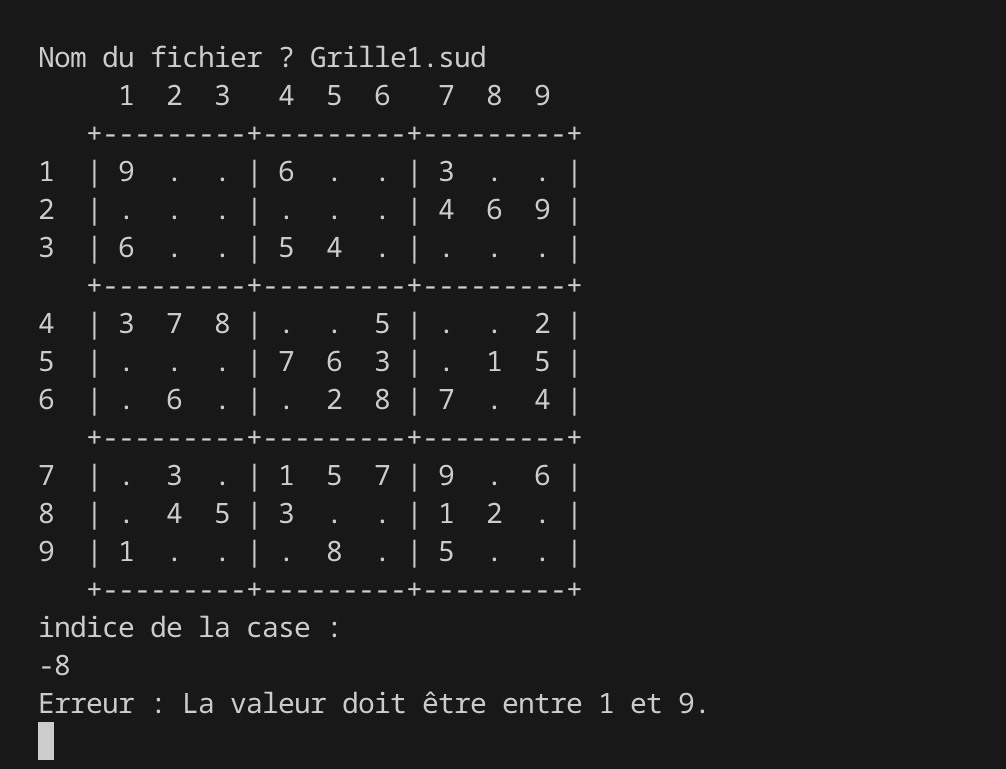 Nom du fichier ? Grille1.sud
     1  2  3   4  5  6   7  8  9
   +---------+---------+---------+
1  | 9  .  . | 6  .  . | 3  .  . |
2  | .  .  . | .  .  . | 4  6  9 |
3  | 6  .  . | 5  4  . | .  .  . |
   +---------+---------+---------+
4  | 3  7  8 | .  .  5 | .  .  2 |
5  | .  .  . | 7  6  3 | .  1  5 |
6  | .  6  . | .  2  8 | 7  .  4 |
   +---------+---------+---------+
7  | .  3  . | 1  5  7 | 9  .  6 |
8  | .  4  5 | 3  .  . | 1  2  . |
9  | 1  .  . | .  8  . | 5  .  . |
   +---------+---------+---------+
indice de la case :
-8
Erreur : La valeur doit être entre 1 et 9.